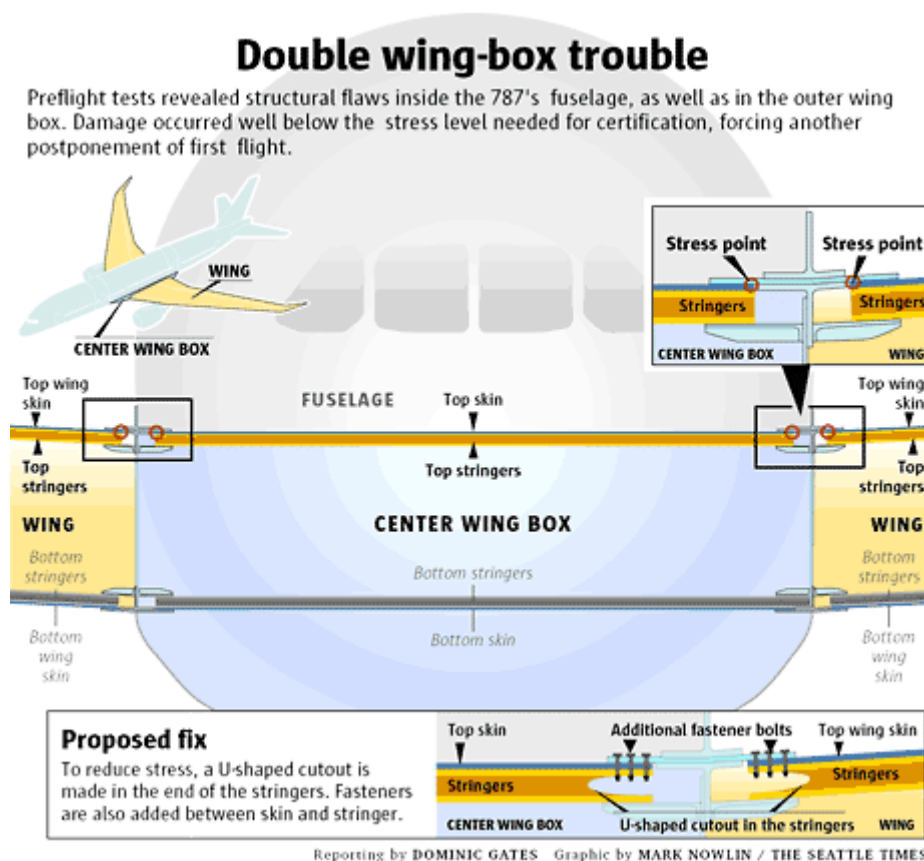 Double wing-box trouble
Preflight tests revealed structural flaws inside the 787's fuselage, as well as in the outer wing
box. Damage occurred well below the stress level needed for certification, forcing another
postponement of first flight.
WING
CENTER WING BOX
Stress point
Stress point
Stringers
Stringers
CENTER WING BOX
WING
Top wing
skin
FUSELAGE
Top skin
Top wing
skin
Top
stringers
Top stringers
Top
stringers
WING
CENTER WING BOX
WING
Bottom
stringers
Bottom stringers
Bottom
stringers
Bottom
wing
skin
Bottom skin
Bottom
wing
skin
Proposed fix
To reduce stress, a U-shaped cutout is
made in the end of the stringers. Fasteners
are also added between skin and stringer.
Top skin
Additional fastener bolts
Top wing skin
Stringers
Stringers
CENTER WING BOX
U-shaped cutout in the stringers
WING
Reporting by DOMINIC GATES Graphic by MARK NOWLIN / THE SEATTLE TIMES